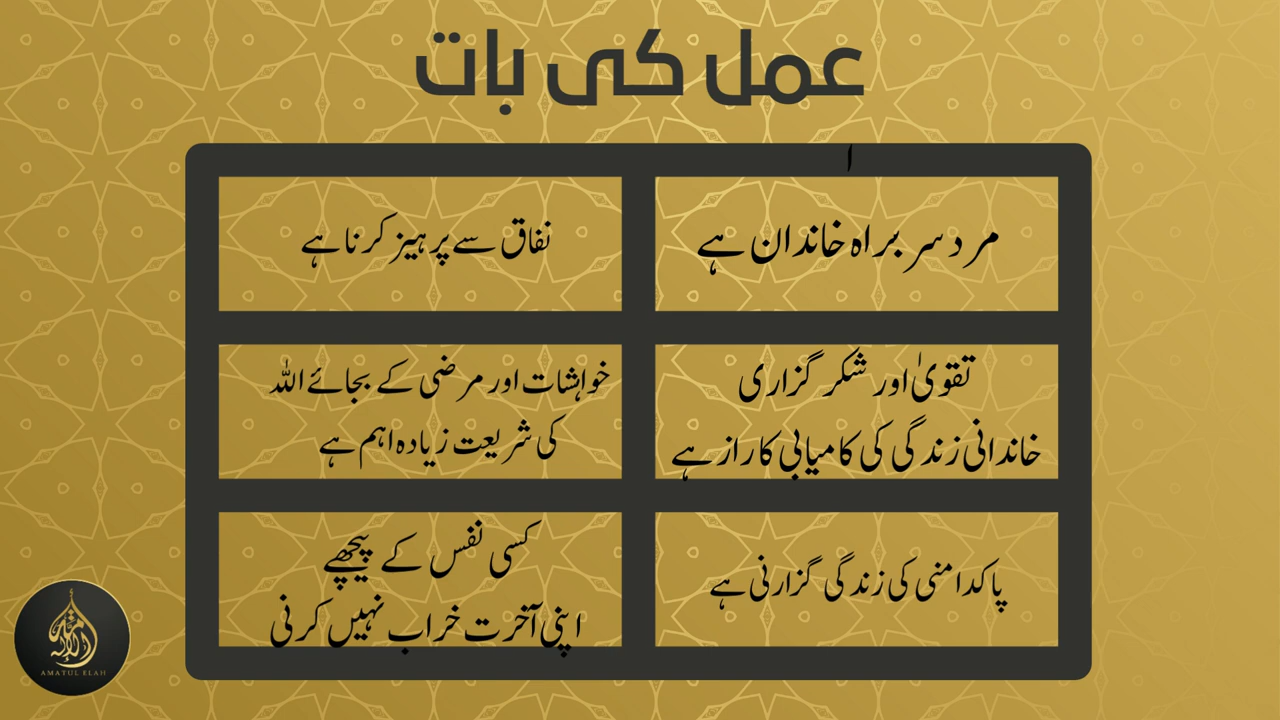 عمل کی بات
ا
مرد سربراہ خاندان ہے
نفاق سے پرہیز کرنا ہے
تقویٰ اور شکر گزاری
خاندانی زندگی کی کامیابی کا راز ہے
خواہشات اور مرضی کے بجائے اللہ
کی شریعت زیادہ اہم ہے
پاکدامنی کی زندگی گزارنی ہے
کسی نفس کے پیچھے
اپنی آخرت خراب نہیں کرنی
AMATUL ELAH